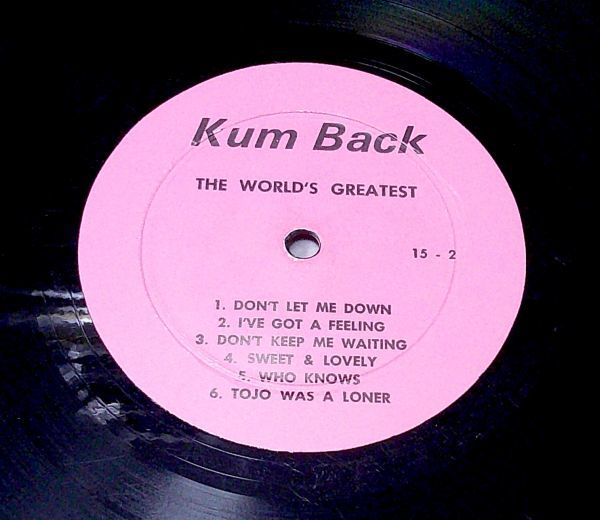 Kum Back
THE WORLD'S GREATEST
15 - 2
1. DON'T LET ME DOWN
2. I'VE GOT A FEELING
3. DON'T KEEP ME WAITING
4. SWEET & LOVELY
5. WHO KNOWS
6. TOJO WAS A LONER